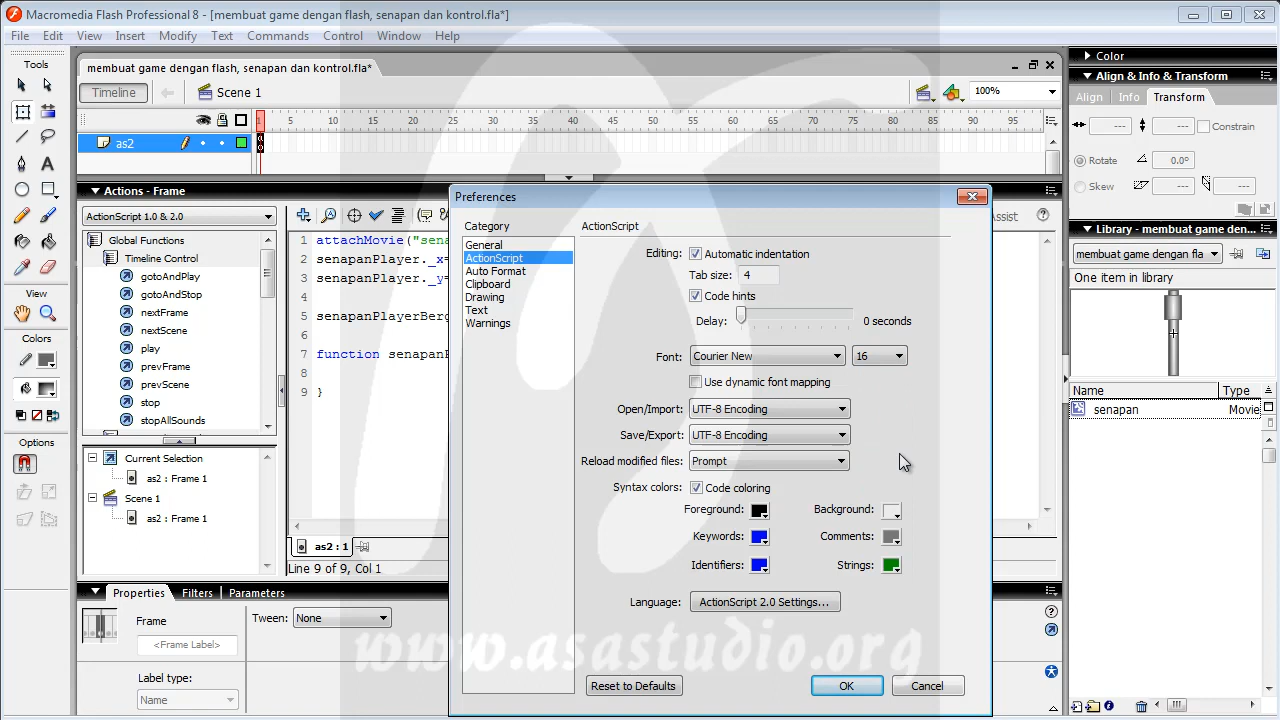 Macromedia Flash Professional 8 - [membuat game dengan flash, senapan dan kontrol.fla*]
File Edit View Insert Modify Text Commands Control Window Help
Tools
membuat game dengan flash, senapan dan kontrol.fla*
Timeline
Scene 1
100%
1 5 10 15 20 25 30 35 40 45 50 55 60 65 70 75 80 85 90 95
as2
Actions - Frame
ActionScript 1.0 & 2.0
Global Functions
Timeline Control
gotoAndPlay
gotoAndStop
nextFrame
nextScene
play
prevFrame
prevScene
stop
stopAllSounds
Current Selection
as2 : Frame 1
Scene 1
as2 : Frame 1
1 attachMovie("sena
2 senapanPlayer._x=
3 senapanPlayer._y=
4
5 senapanPlayerBerg
6
7 function senapanP
8
9 }
as2 : 1
Line 9 of 9, Col 1
Assist
View
Colors
Options
Properties Filters Parameters
Frame
<Frame Label>
Label type:
Name
Tween: None
Preferences
Category
General
ActionScript
Auto Format
Clipboard
Drawing
Text
Warnings
ActionScript
Editing: Automatic indentation
Tab size: 4
Code hints
Delay: 0 seconds
Font: Courier New 16
Use dynamic font mapping
Open/Import: UTF-8 Encoding
Save/Export: UTF-8 Encoding
Reload modified files: Prompt
Syntax colors: Code coloring
Foreground: Background:
Keywords: Comments:
Identifiers: Strings:
Language: ActionScript 2.0 Settings...
Reset to Defaults OK Cancel
Color
Align & Info & Transform
Align Info Transform
--- --- Constrain
Rotate 0.0°
Skew --- ---
Library - membuat game den...
membuat game dengan fla
One item in library
Name Type
senapan Movie
www.asastudio.org